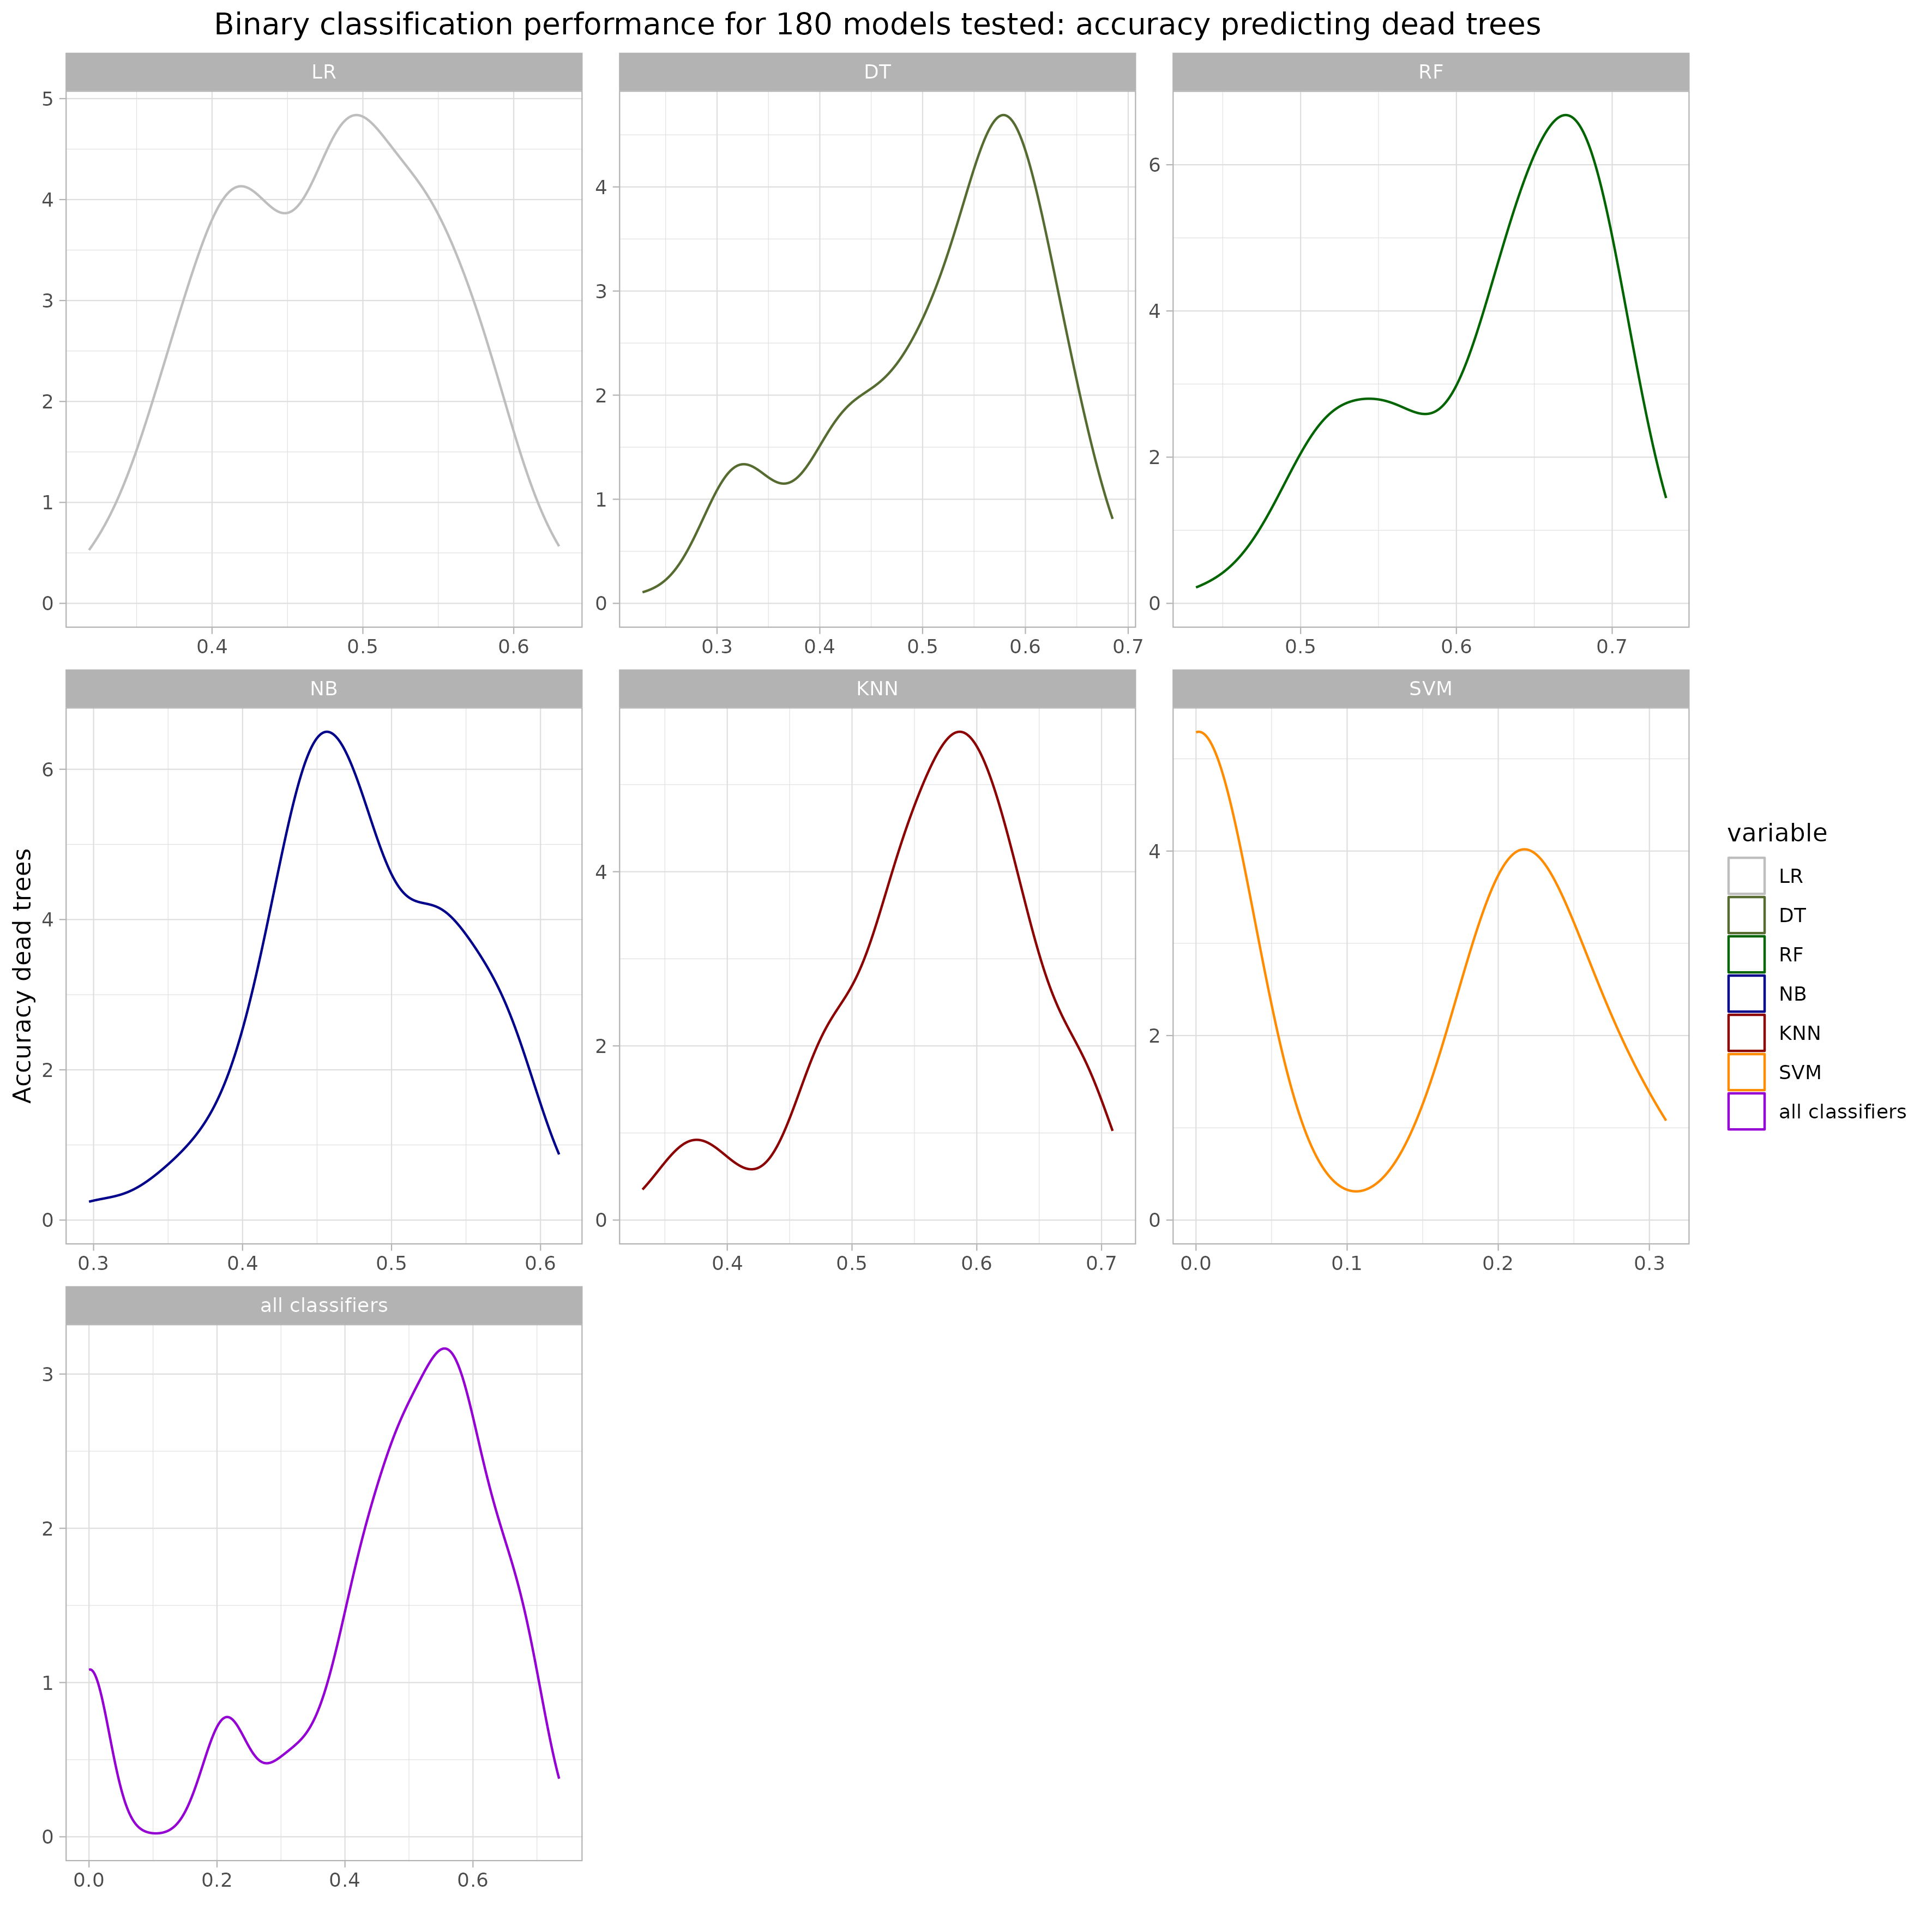 Binary classification performance for 180 models tested: accuracy predicting dead trees
LR
DT
RF
5
4
3
2
1
0
0.4 0.5 0.6
4
3
2
1
0
0.3 0.4 0.5 0.6 0.7
6
4
2
0
0.5 0.6 0.7
NB
KNN
SVM
6
4
2
0
0.3 0.4 0.5 0.6
4
2
0
0.4 0.5 0.6 0.7
4
2
0
0.0 0.1 0.2 0.3
all classifiers
3
2
1
0
0.0 0.2 0.4 0.6
Accuracy dead trees
variable
LR
DT
RF
NB
KNN
SVM
all classifiers